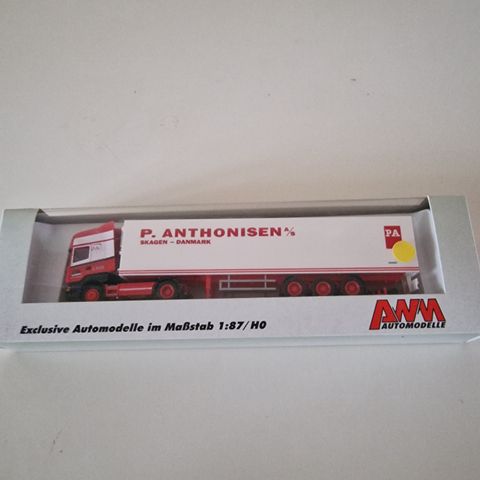 P. ANTHONISEN A/S
SKAGEN - DANMARK
PA
Exclusive Automodelle im Maßstab 1:87/H0
AWM
AUTOMODELLE